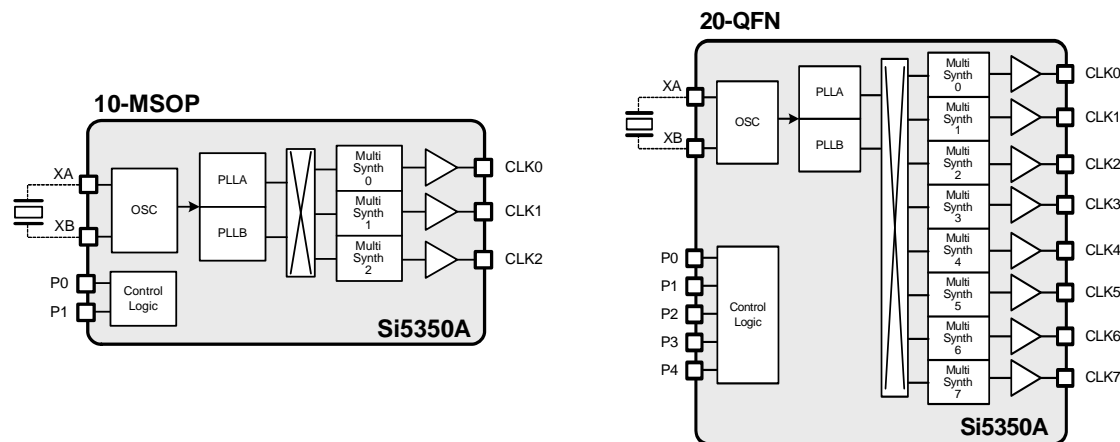 10-MSOP
XA
XB
OSC
PLLA
PLLB
Multi
Synth
0
Multi
Synth
1
Multi
Synth
2
CLK0
CLK1
CLK2
P0
P1
Control
Logic
Si5350A
20-QFN
XA
XB
OSC
PLLA
PLLB
Multi
Synth
0
Multi
Synth
1
Multi
Synth
2
Multi
Synth
3
Multi
Synth
4
Multi
Synth
5
Multi
Synth
6
Multi
Synth
7
CLK0
CLK1
CLK2
CLK3
CLK4
CLK5
CLK6
CLK7
P0
P1
P2
P3
P4
Control
Logic
Si5350A